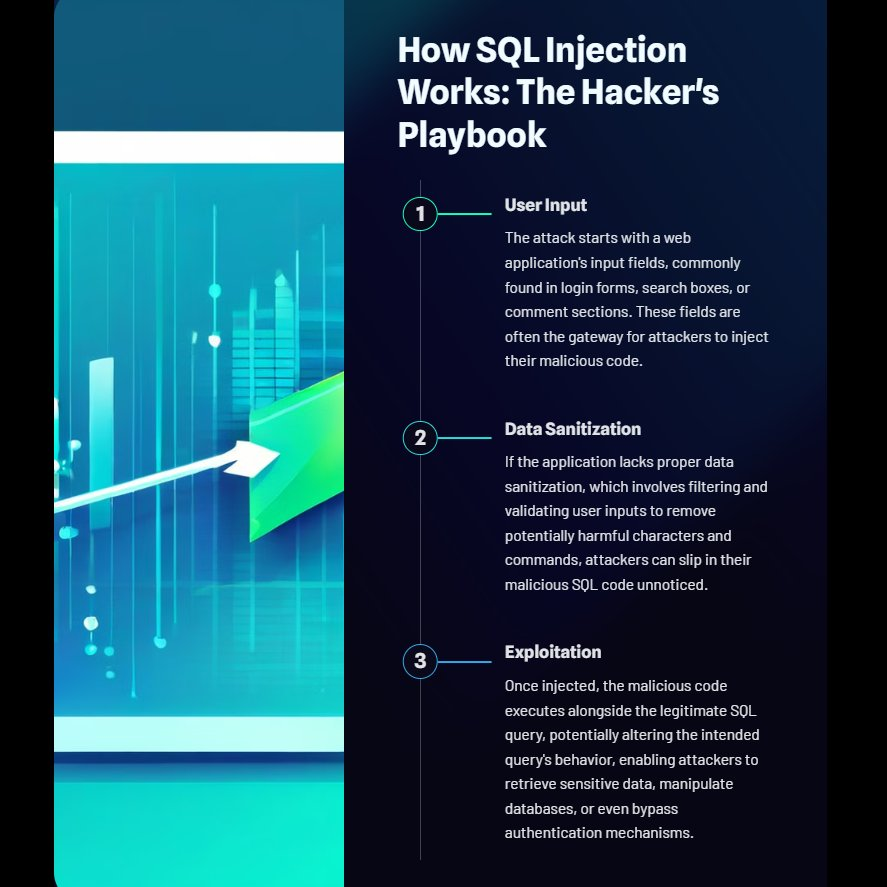 How SQL Injection
Works: The Hacker's
Playbook
1
User Input
The attack starts with a web
application's input fields, commonly
found in login forms, search boxes, or
comment sections. These fields are
often the gateway for attackers to inject
their malicious code.
2
Data Sanitization
If the application lacks proper data
sanitization, which involves filtering and
validating user inputs to remove
potentially harmful characters and
commands, attackers can slip in their
malicious SQL code unnoticed.
3
Exploitation
Once injected, the malicious code
executes alongside the legitimate SQL
query, potentially altering the intended
query's behavior, enabling attackers to
retrieve sensitive data, manipulate
databases, or even bypass
authentication mechanisms.